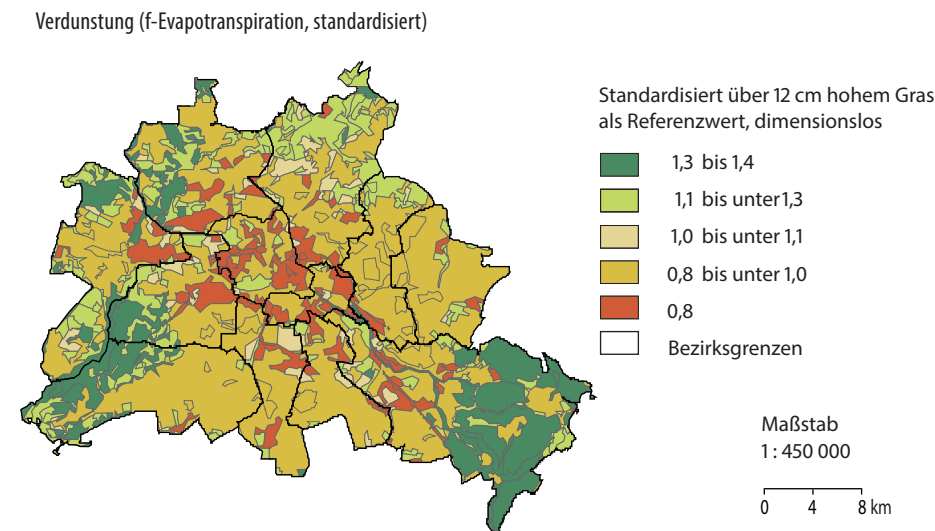 Verdunstung (f-Evapotranspiration, standardisiert)
Standardisiert über 12 cm hohem Gras
als Referenzwert, dimensionslos
1,3 bis 1,4
1,1 bis unter 1,3
1,0 bis unter 1,1
0,8 bis unter 1,0
0,8
Bezirksgrenzen
Maßstab
1 : 450 000
0 4 8 km